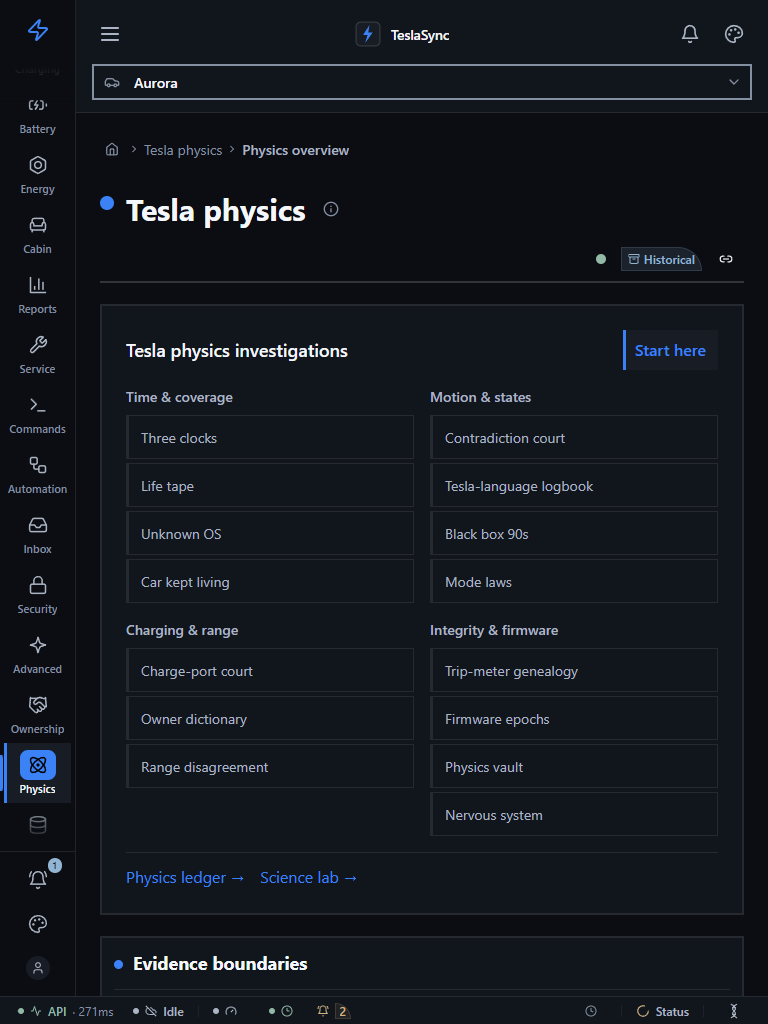 TeslaSync
Aurora
Charging
Battery
Energy
Cabin
Reports
Service
Commands
Automation
Inbox
Security
Advanced
Ownership
Physics
1
Tesla physics > Physics overview
Tesla physics
Historical
Tesla physics investigations
Start here
Time & coverage
Three clocks
Life tape
Unknown OS
Car kept living
Motion & states
Contradiction court
Tesla-language logbook
Black box 90s
Mode laws
Charging & range
Charge-port court
Owner dictionary
Range disagreement
Integrity & firmware
Trip-meter genealogy
Firmware epochs
Physics vault
Nervous system
Physics ledger →
Science lab →
Evidence boundaries
API · 271ms
Idle
2
Status